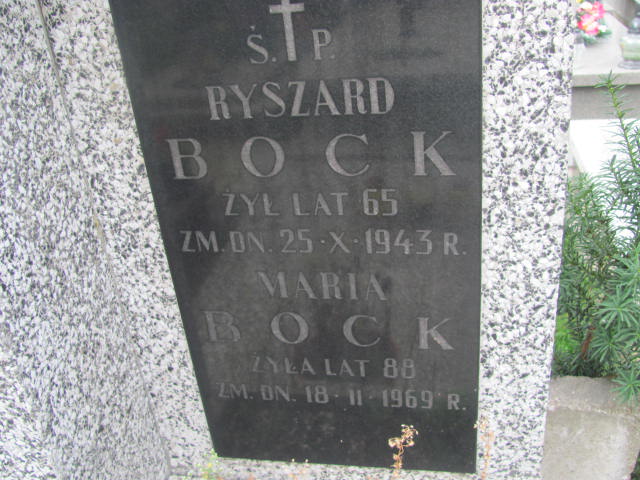 Ś. P.
RYSZARD
BOCK
ŻYŁ LAT 65
ZM. DN. 25·X·1943 R.
MARIA
BOCK
ŻYŁA LAT 88
ZM. DN. 18·II·1969 R.